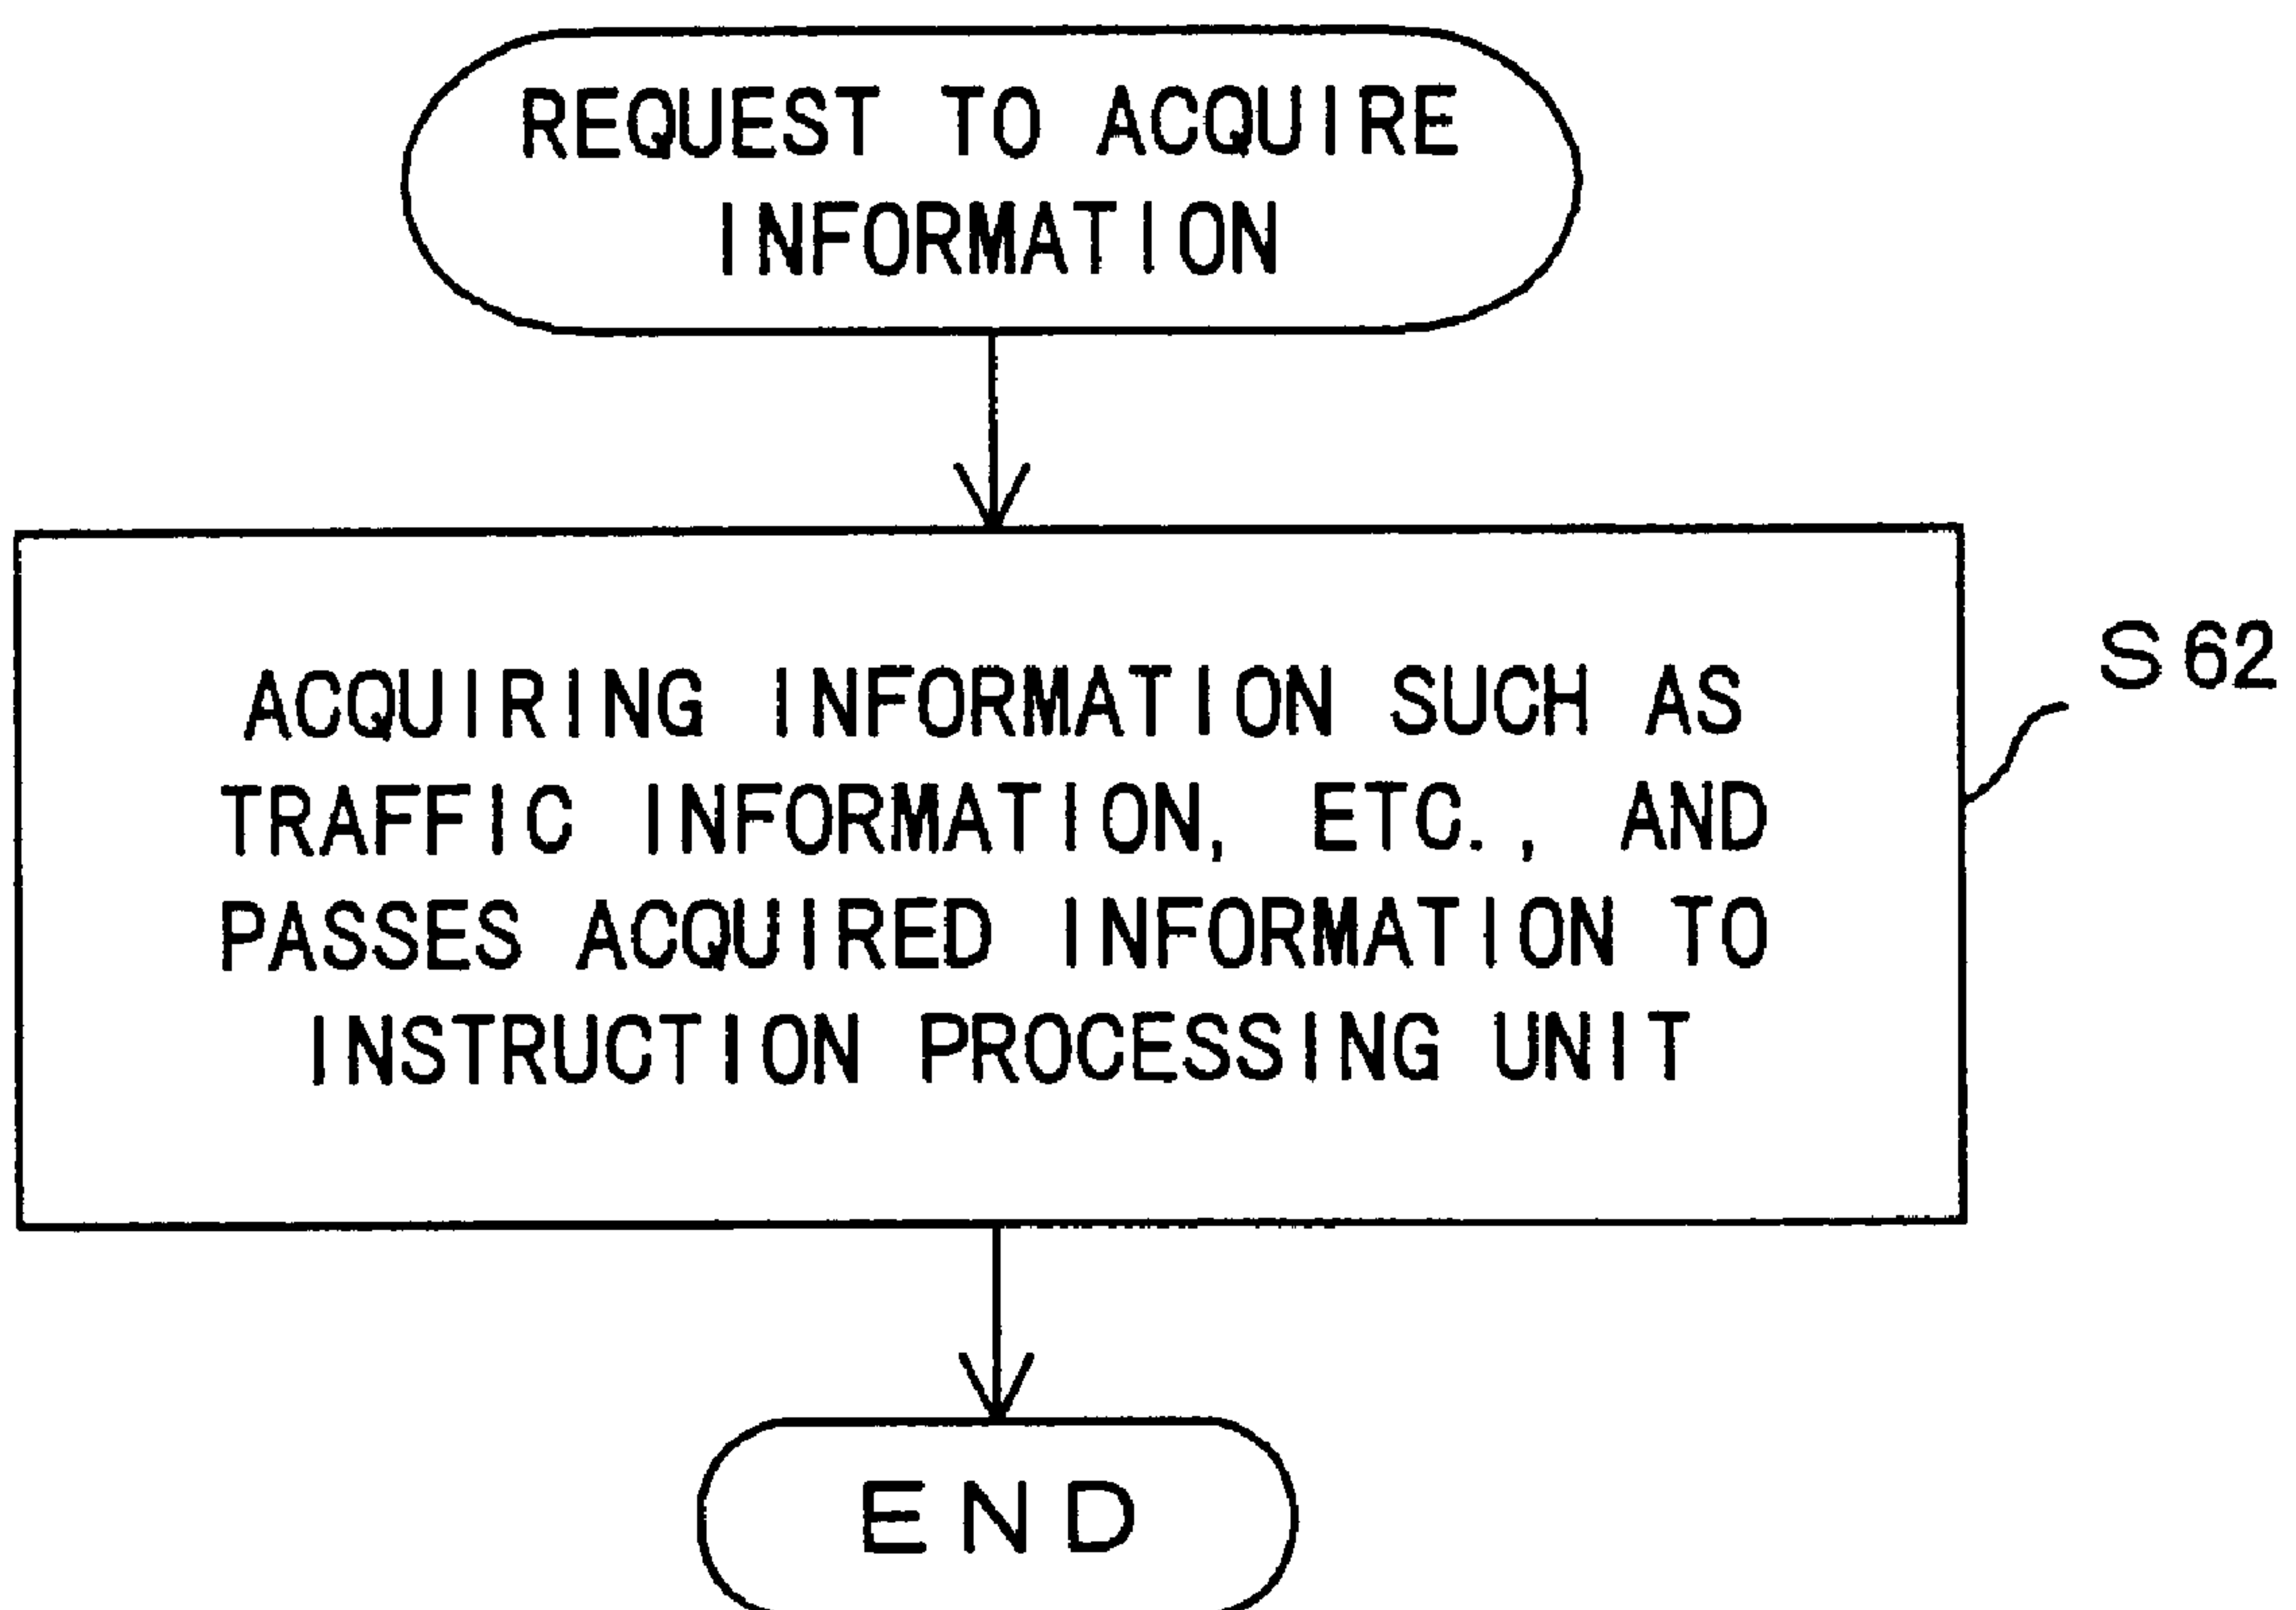 REQUEST TO ACQUIRE
INFORMATION
ACQUIRING INFORMATION SUCH AS
TRAFFIC INFORMATION, ETC., AND
PASSES ACQUIRED INFORMATION TO
INSTRUCTION PROCESSING UNIT
S62
END